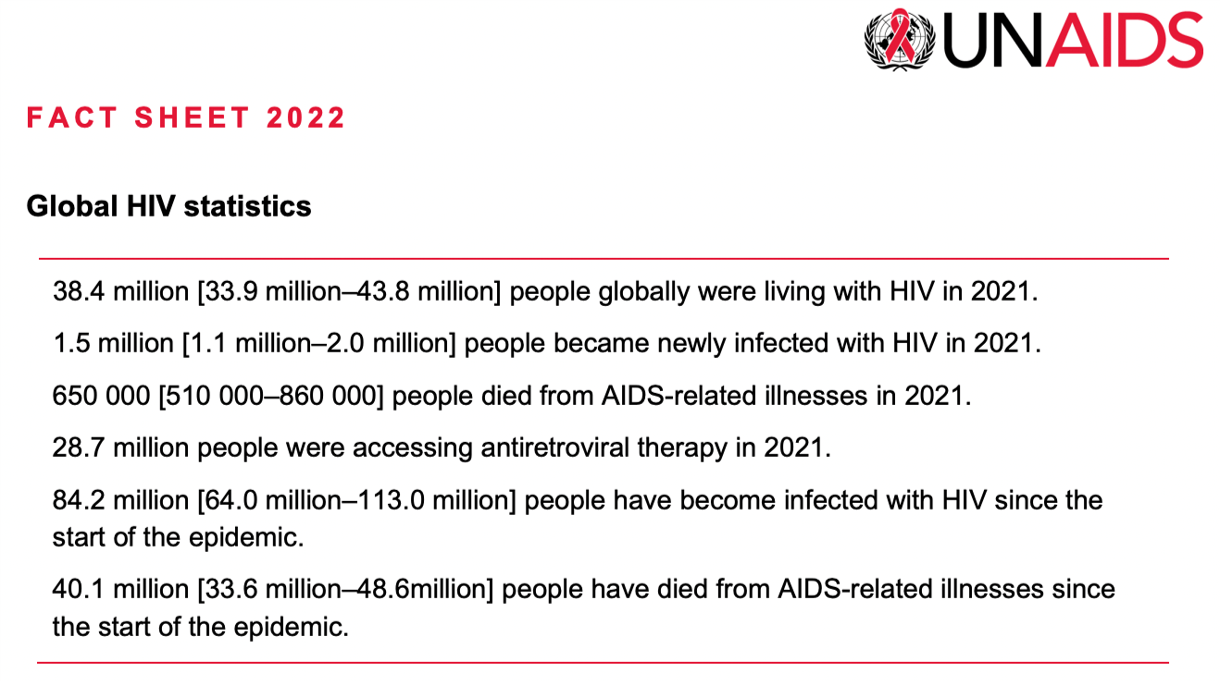 UNAIDS
FACT SHEET 2022
Global HIV statistics
38.4 million [33.9 million–43.8 million] people globally were living with HIV in 2021.
1.5 million [1.1 million–2.0 million] people became newly infected with HIV in 2021.
650 000 [510 000–860 000] people died from AIDS-related illnesses in 2021.
28.7 million people were accessing antiretroviral therapy in 2021.
84.2 million [64.0 million–113.0 million] people have become infected with HIV since the
start of the epidemic.
40.1 million [33.6 million–48.6million] people have died from AIDS-related illnesses since
the start of the epidemic.